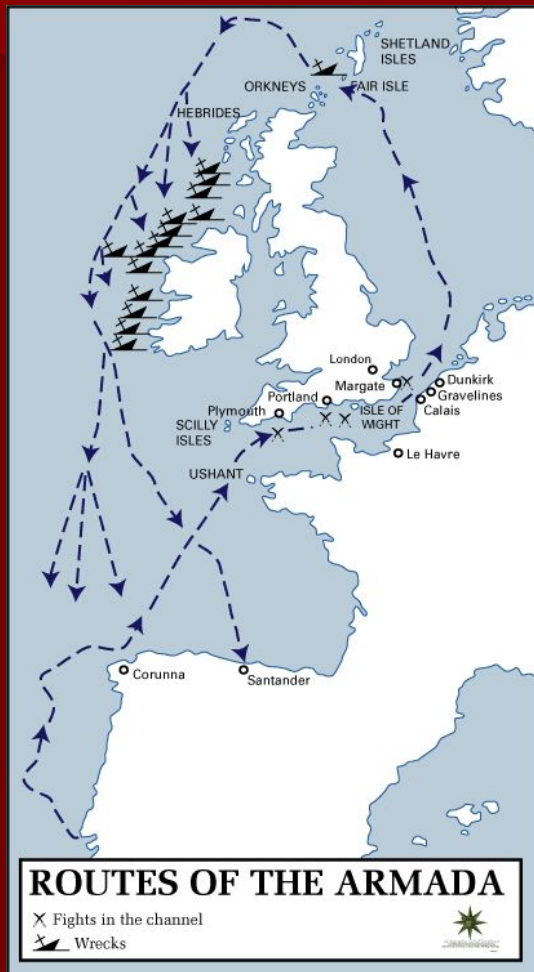 SHETLAND
ISLES
ORKNEYS
FAIR ISLE
HEBRIDES
London
Margate
Dunkirk
Gravelines
Calais
Portland
Plymouth
ISLE OF
WIGHT
SCILLY
ISLES
Le Havre
USHANT
Corunna
Santander
ROUTES OF THE ARMADA
Fights in the channel
Wrecks